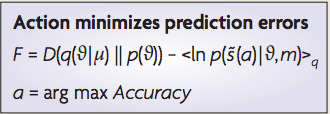 Action minimizes prediction errors
F = D(q(ϑ|μ) || p(ϑ)) − <ln p(s̃(a)|ϑ,m)>q
a = arg max Accuracy